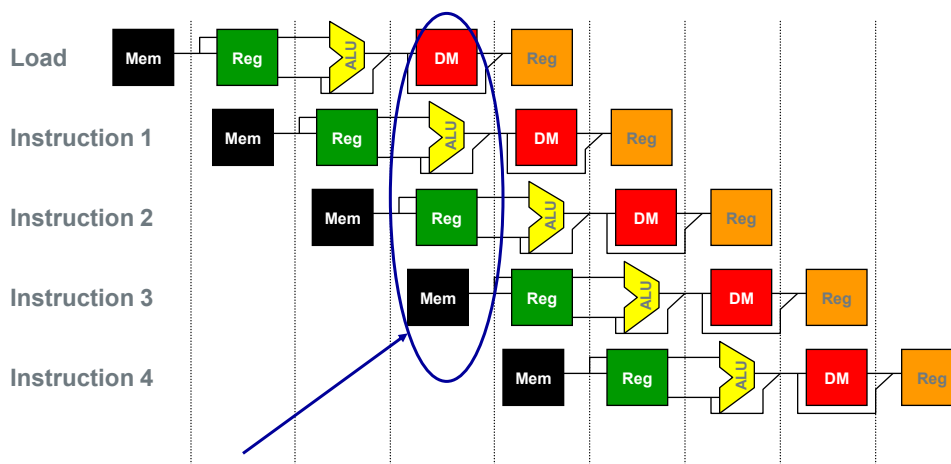 Load Mem Reg ALU DM Reg
Instruction 1 Mem Reg ALU DM Reg
Instruction 2 Mem Reg ALU DM Reg
Instruction 3 Mem Reg ALU DM Reg
Instruction 4 Mem Reg ALU DM Reg